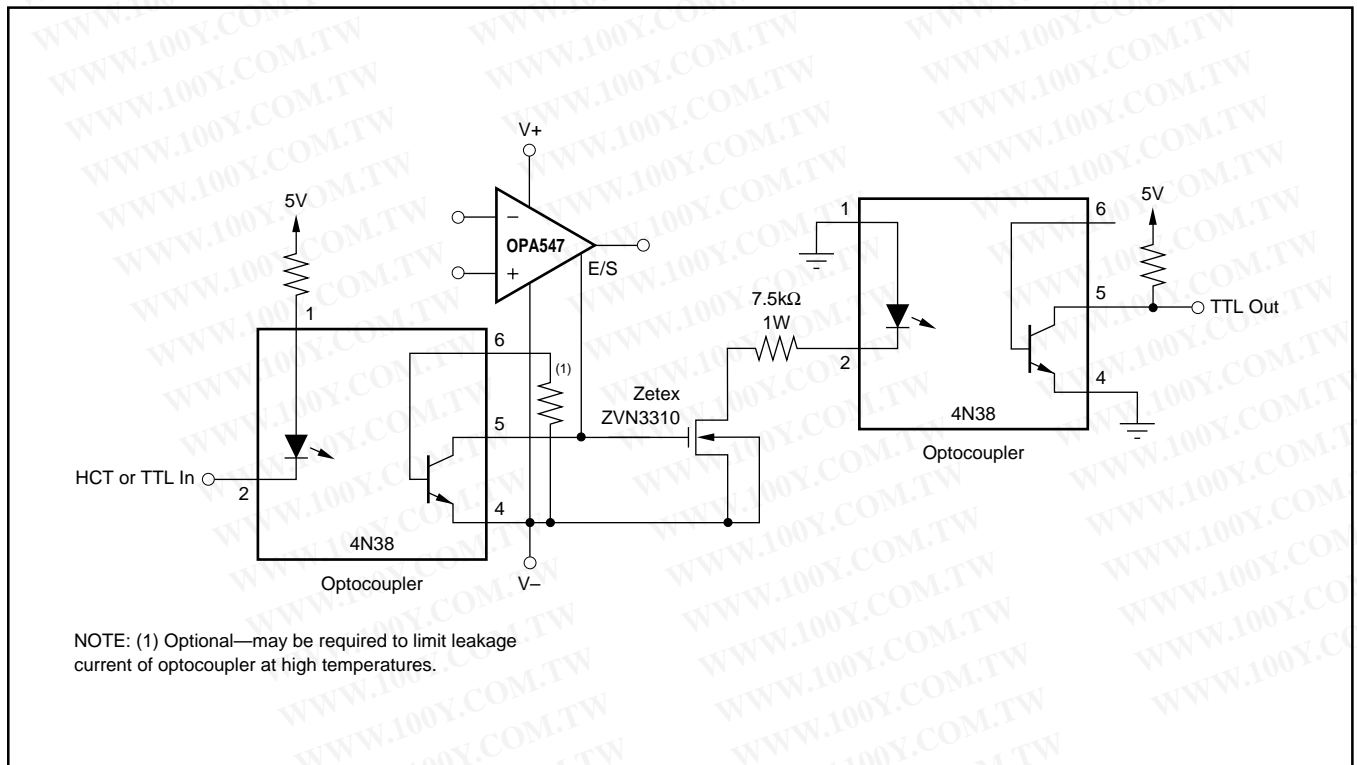 V+
5V
−
OPA547
+
E/S
1
6
(1)
5
4
2
HCT or TTL In
4N38
Optocoupler
V–
Zetex
ZVN3310
7.5kΩ
1W
1
2
6
5V
5
TTL Out
4
4N38
Optocoupler
NOTE: (1) Optional—may be required to limit leakage
current of optocoupler at high temperatures.
WWW.100Y.COM.TW